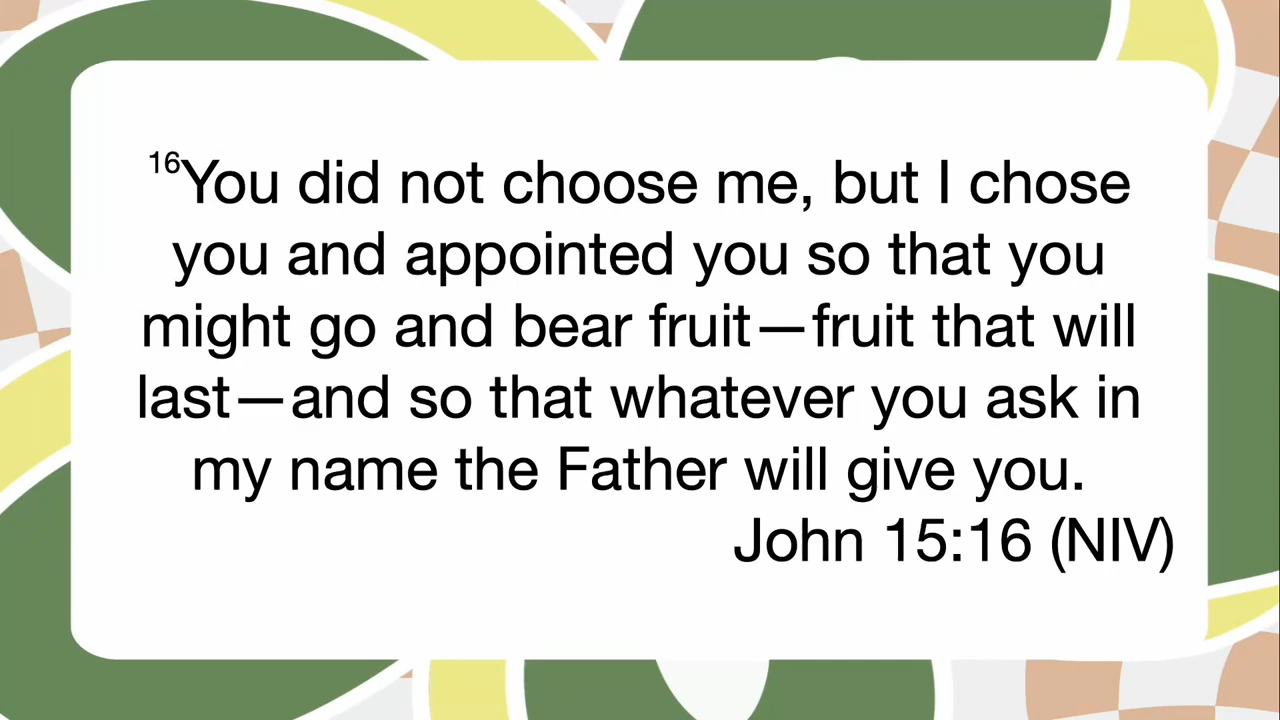 16You did not choose me, but I chose
you and appointed you so that you
might go and bear fruit—fruit that will
last—and so that whatever you ask in
my name the Father will give you.
John 15:16 (NIV)